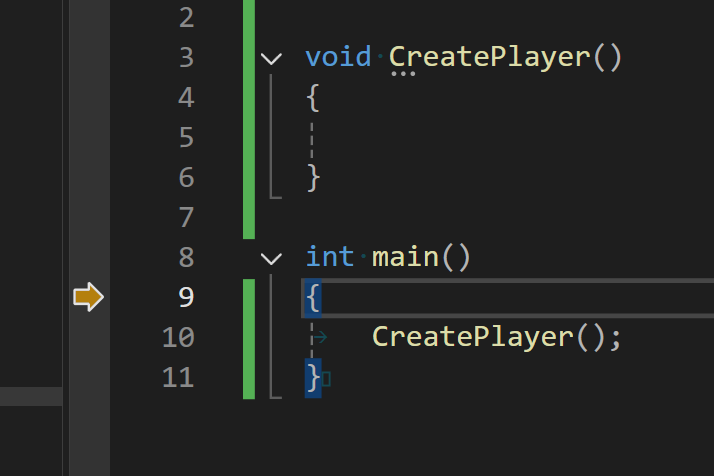 2
3 void CreatePlayer()
4 {
5
6 }
7
8 int main()
9 {
10 CreatePlayer();
11 }